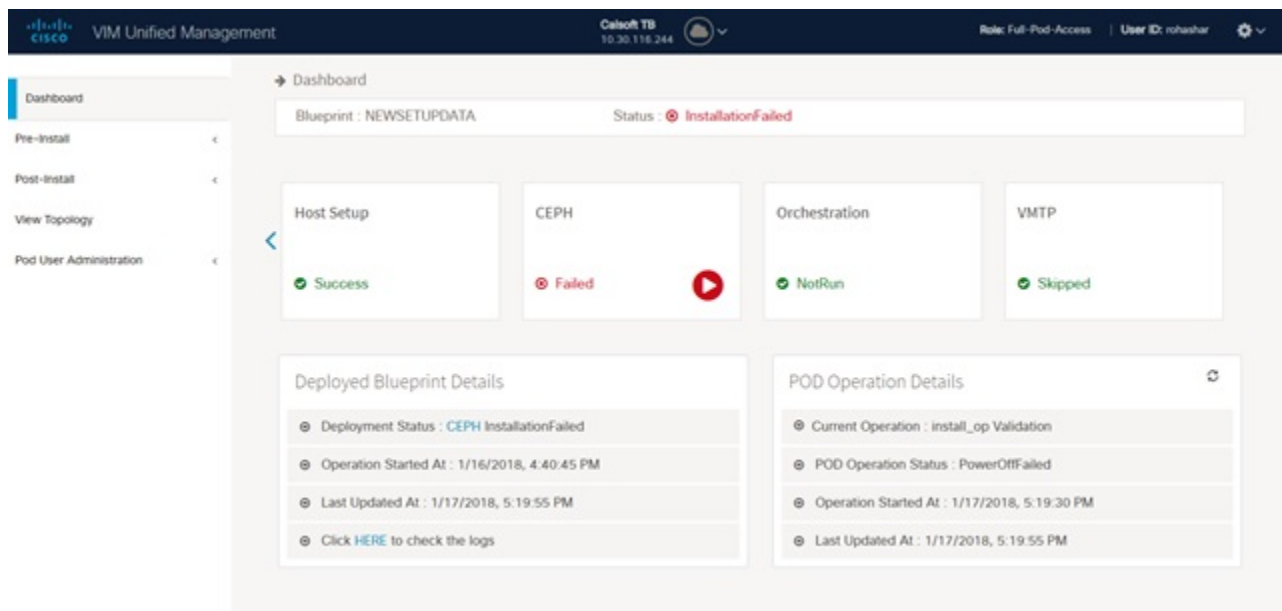 CISCO VIM Unified Management
Calsoft TB
10.30.116.244
Role: Full-Pod-Access | User ID: rohashar
Dashboard
Pre-Install
Post-Install
View Topology
Pod User Administration
Dashboard
Blueprint : NEWSETUPDATA Status : InstallationFailed
Host Setup
Success
CEPH
Failed
Orchestration
NotRun
VMTP
Skipped
Deployed Blueprint Details
Deployment Status : CEPH InstallationFailed
Operation Started At : 1/16/2018, 4:40:45 PM
Last Updated At : 1/17/2018, 5:19:55 PM
Click HERE to check the logs
POD Operation Details
Current Operation : install_op Validation
POD Operation Status : PowerOffFailed
Operation Started At : 1/17/2018, 5:19:30 PM
Last Updated At : 1/17/2018, 5:19:55 PM